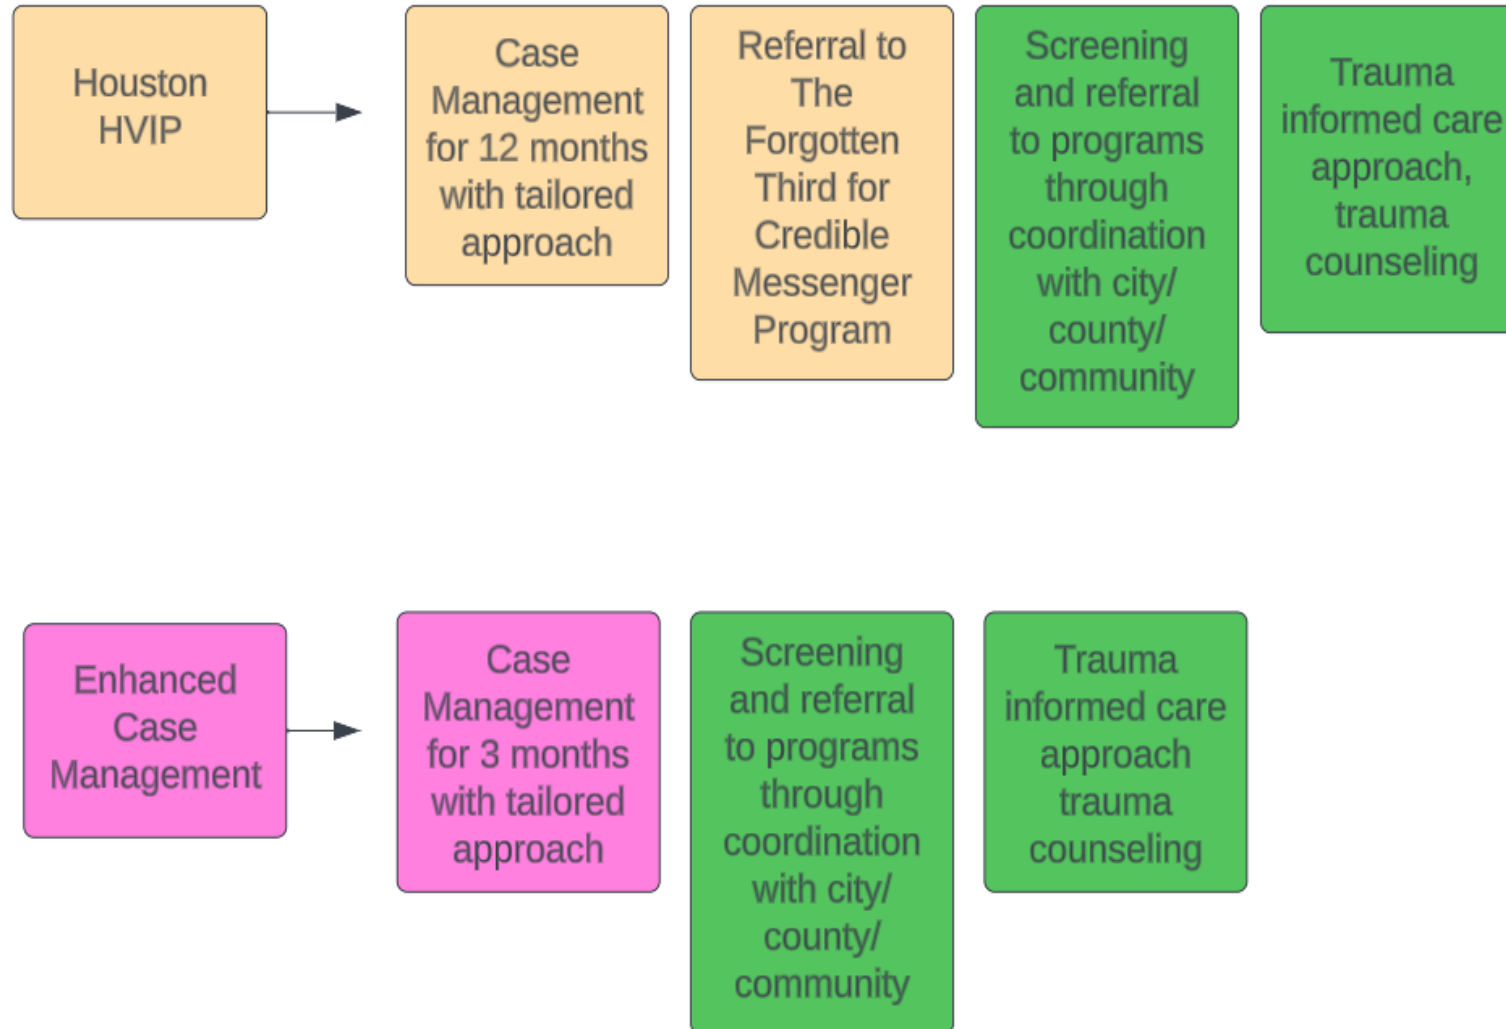 Houston
HVIP
Case
Management
for 12 months
with tailored
approach
Referral to
The
Forgotten
Third for
Credible
Messenger
Program
Screening
and referral
to programs
through
coordination
with city/
county/
community
Trauma
informed care
approach,
trauma
counseling
Enhanced
Case
Management
Case
Management
for 3 months
with tailored
approach
Screening
and referral
to programs
through
coordination
with city/
county/
community
Trauma
informed care
approach
trauma
counseling